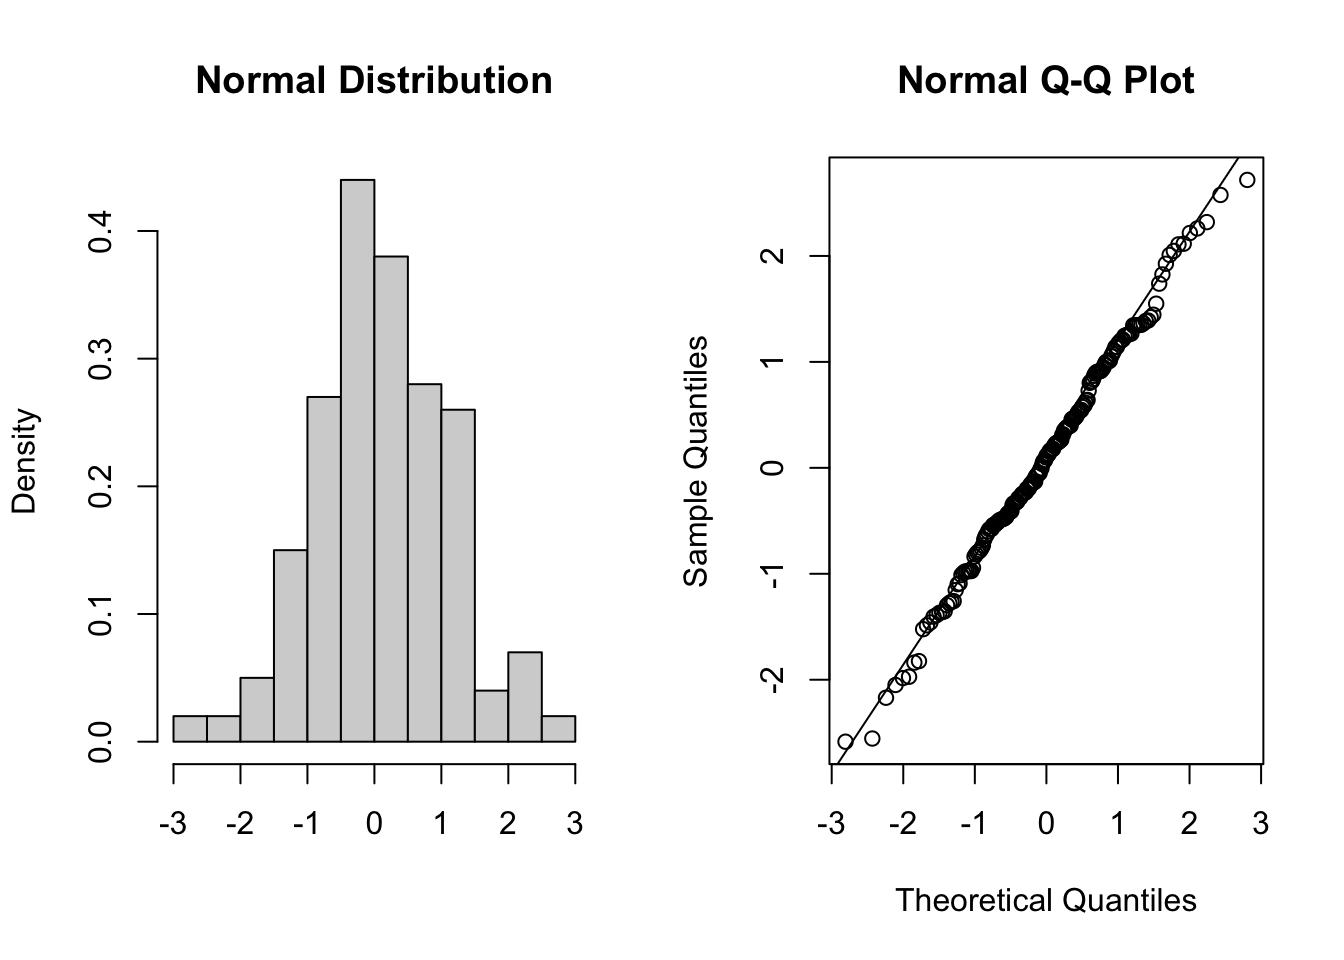 Normal Distribution
Density
0.0 0.1 0.2 0.3 0.4
-3 -2 -1 0 1 2 3
Normal Q-Q Plot
Sample Quantiles
-2 -1 0 1 2
-3 -2 -1 0 1 2 3
Theoretical Quantiles